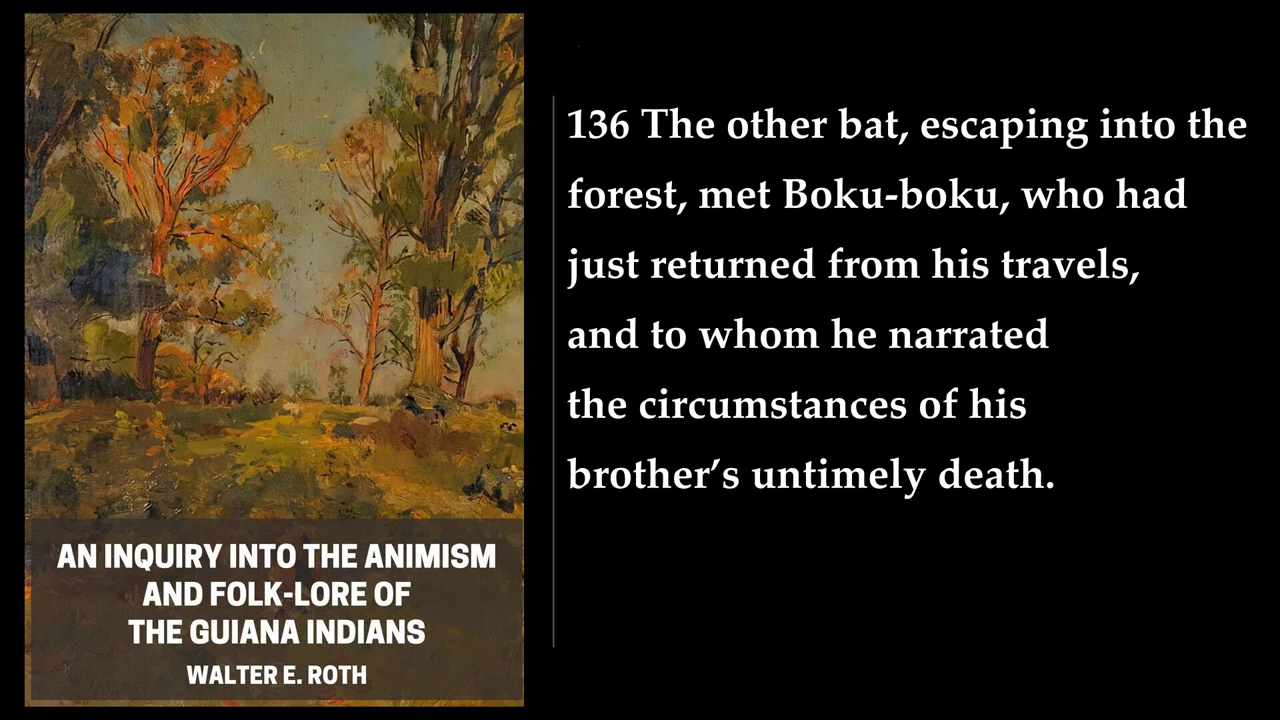 136 The other bat, escaping into the
forest, met Boku-boku, who had
just returned from his travels,
and to whom he narrated
the circumstances of his
brother’s untimely death.
AN INQUIRY INTO THE ANIMISM
AND FOLK-LORE OF
THE GUIANA INDIANS
WALTER E. ROTH